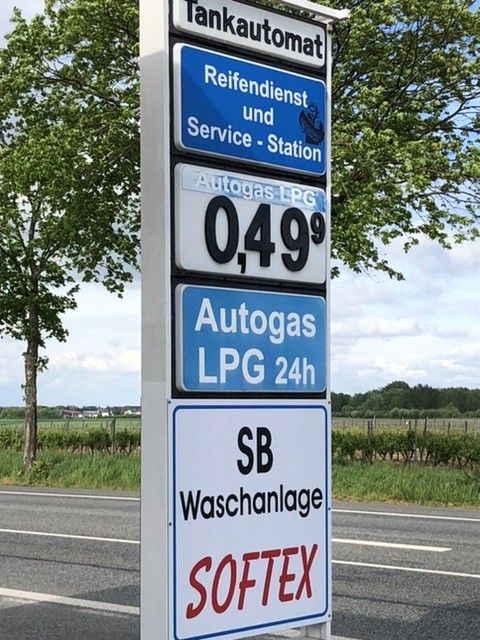 Tankautomat
Reifendienst
und
Service - Station
Autogas LPG
0,49⁹
Autogas
LPG 24h
SB
Waschanlage
SOFTEX